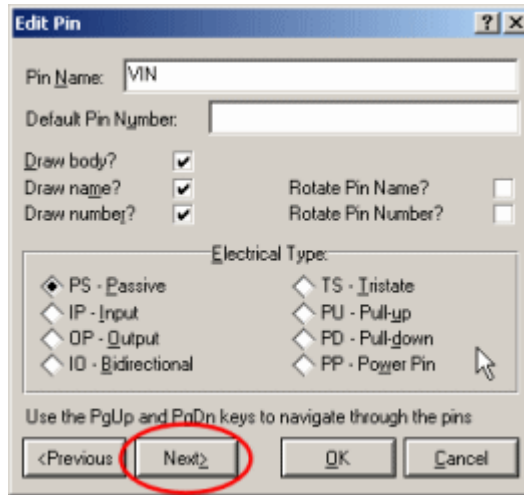 Edit Pin
Pin Name: VIN
Default Pin Number:
Draw body?
Draw name? Rotate Pin Name?
Draw number? Rotate Pin Number?
Electrical Type:
PS - Passive TS - Tristate
IP - Input PU - Pull-up
OP - Output PD - Pull-down
IO - Bidirectional PP - Power Pin
Use the PgUp and PgDn keys to navigate through the pins
<Previous Next> OK Cancel